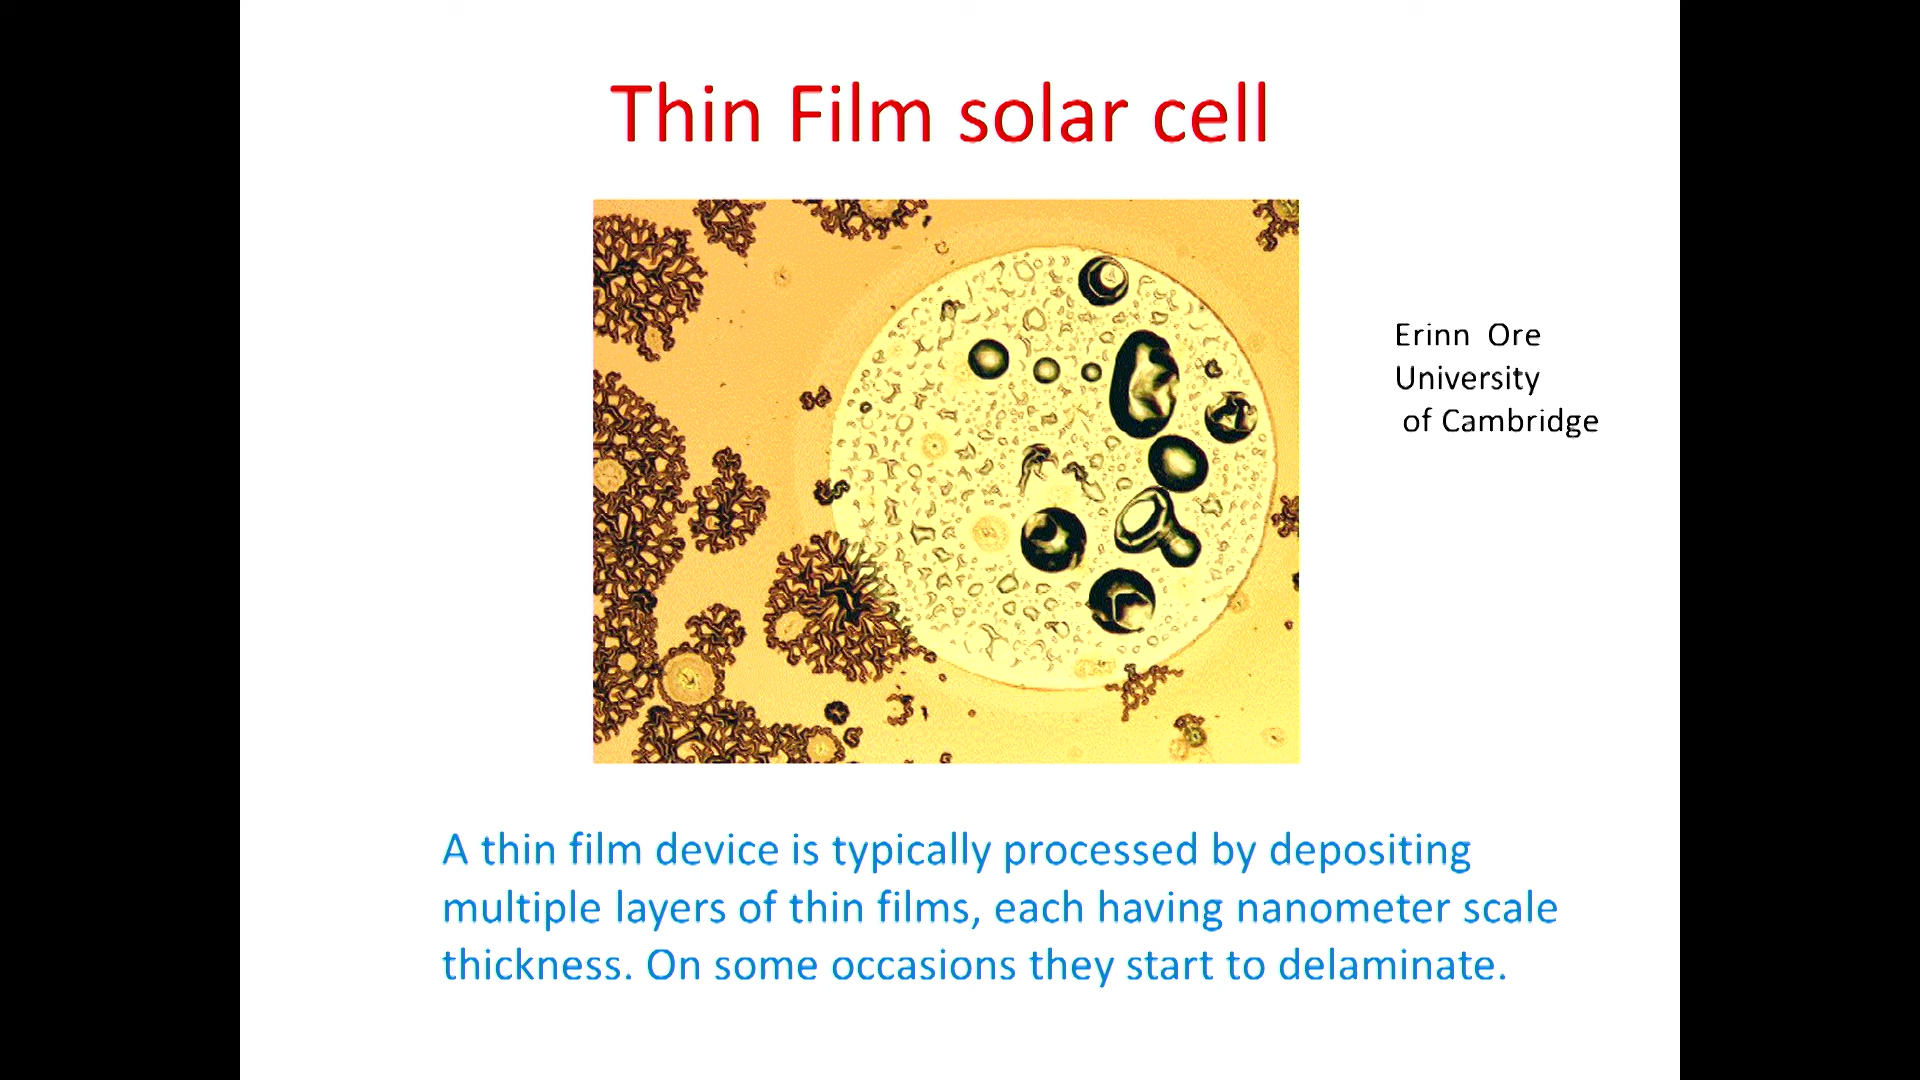 Thin Film solar cell
Erinn Ore
University
of Cambridge
A thin film device is typically processed by depositing
multiple layers of thin films, each having nanometer scale
thickness. On some occasions they start to delaminate.